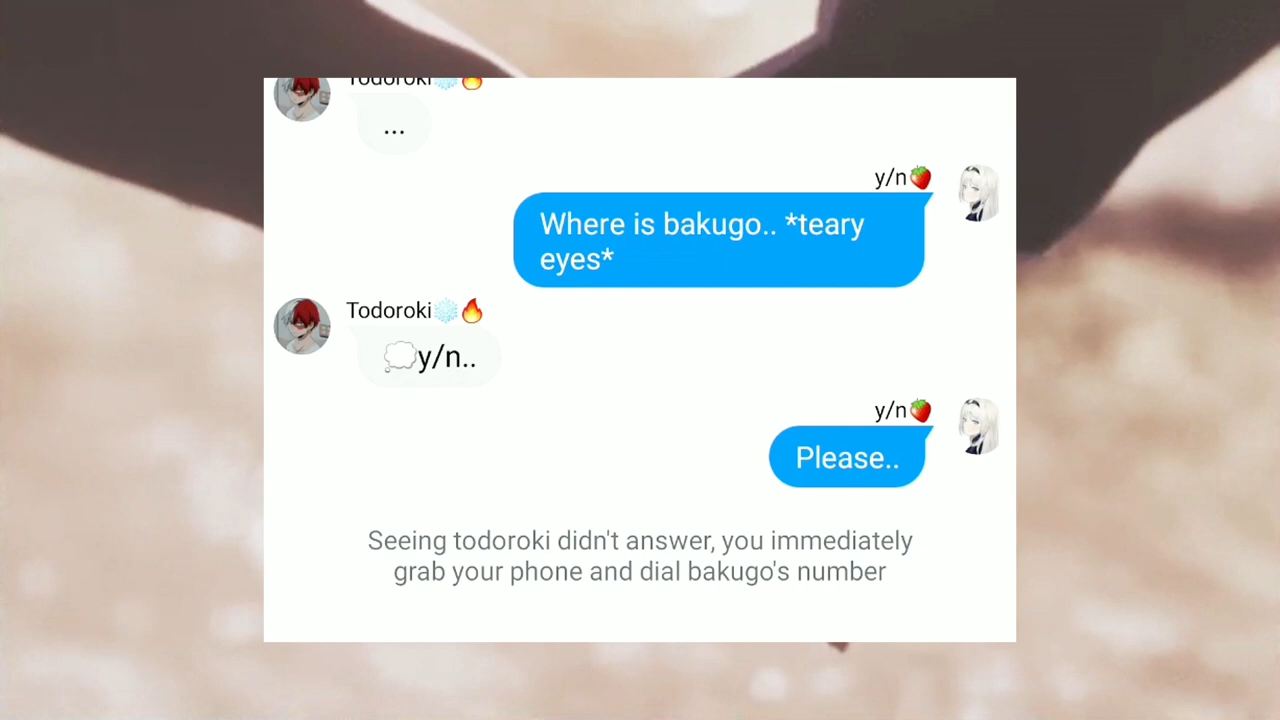 Todoroki❄️🔥
...
y/n🍓
Where is bakugo.. *teary
eyes*
Todoroki❄️🔥
💭y/n..
y/n🍓
Please..
Seeing todoroki didn't answer, you immediately
grab your phone and dial bakugo's number